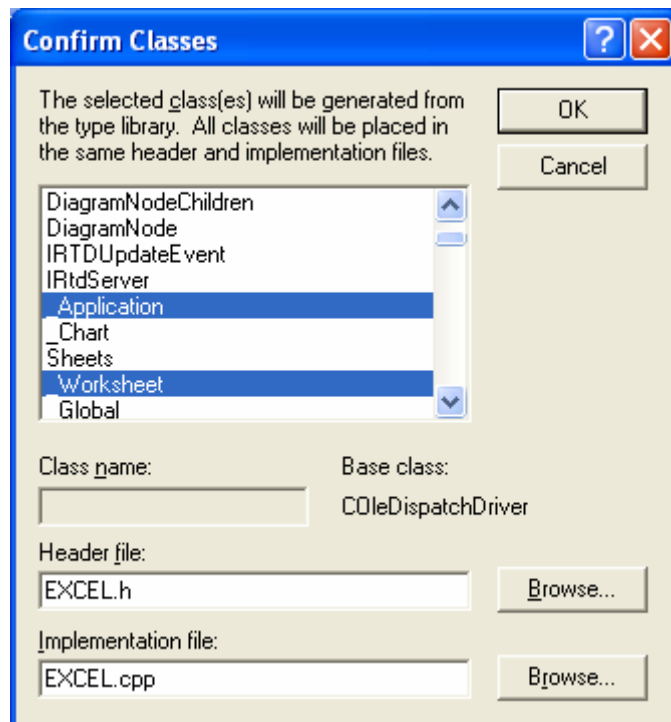 Confirm Classes
The selected class(es) will be generated from
the type library.  All classes will be placed in
the same header and implementation files.
OK
Cancel
DiagramNodeChildren
DiagramNode
IRTDUpdateEvent
IRtdServer
_Application
_Chart
Sheets
_Worksheet
_Global
Class name:
Base class:
COleDispatchDriver
Header file:
EXCEL.h
Browse...
Implementation file:
EXCEL.cpp
Browse...